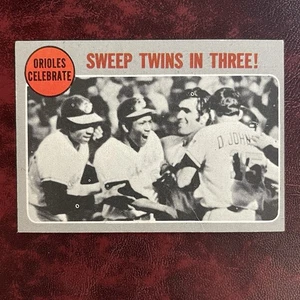 ORIOLES
CELEBRATE
SWEEP TWINS IN THREE!
D. JOHNS